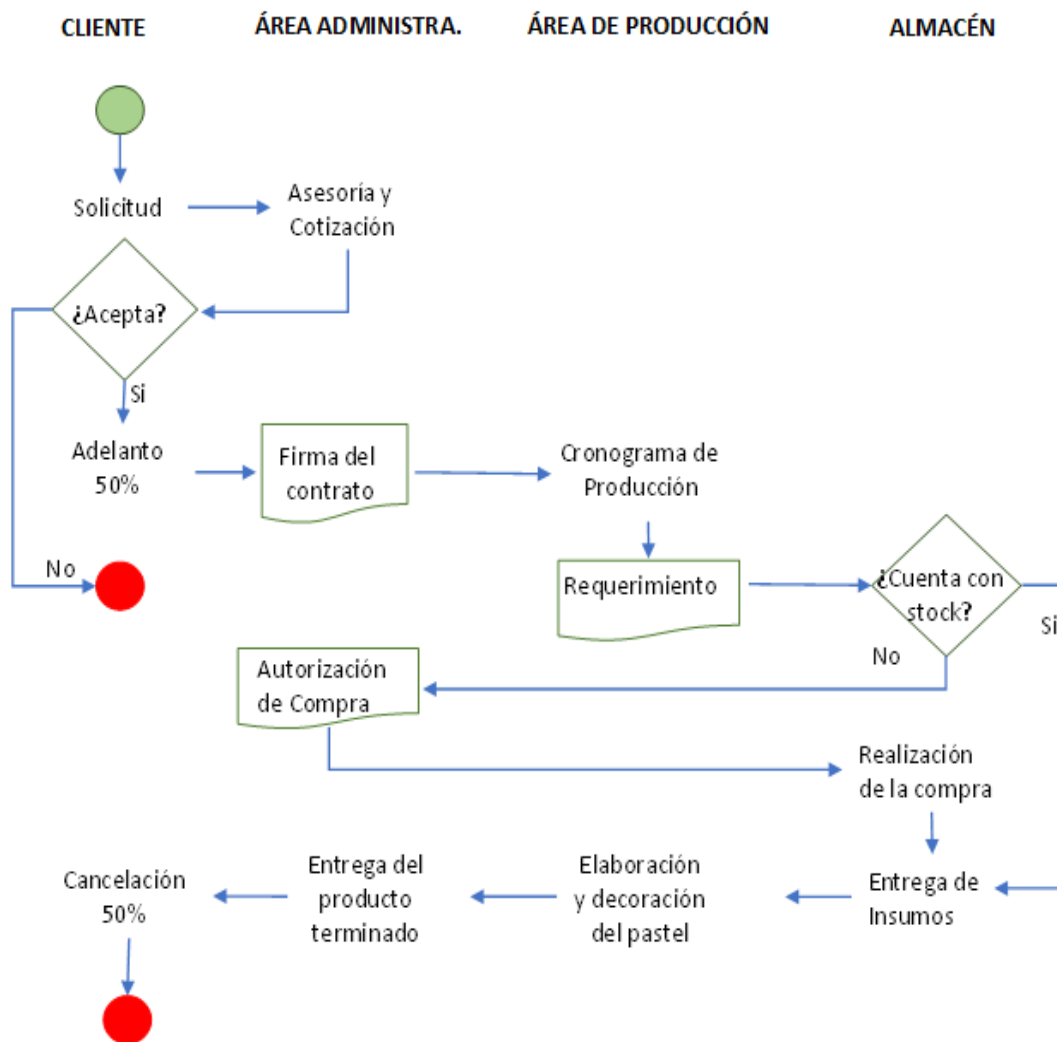 CLIENTE
ÁREA ADMINISTRA.
ÁREA DE PRODUCCIÓN
ALMACÉN
Solicitud
Asesoría y
Cotización
¿Acepta?
Si
Adelanto
50%
Firma del
contrato
Cronograma de
Producción
No
Requerimiento
¿Cuenta con
stock?
Si
No
Autorización
de Compra
Realización
de la compra
Cancelación
50%
Entrega del
producto
terminado
Elaboración
y decoración
del pastel
Entrega de
Insumos